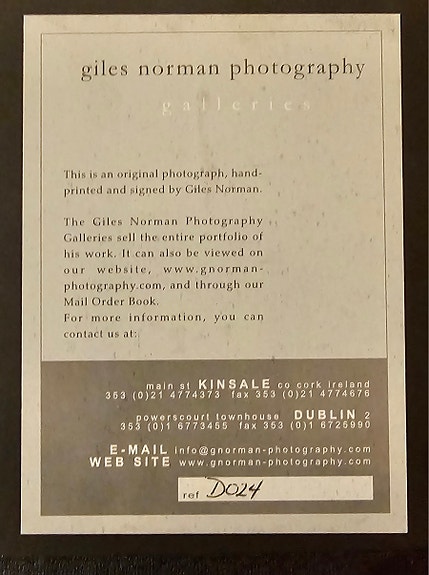 giles norman photography
galleries
This is an original photograph, hand-
printed and signed by Giles Norman.
The Giles Norman Photography
Galleries sell the entire portfolio of
his work. It can also be viewed on
our website, www.gnorman-
photography.com, and through our
Mail Order Book.
For more information, you can
contact us at:
main st KINSALE co cork ireland
353 (0)21 4774373 fax 353 (0)21 4774676
powerscourt townhouse DUBLIN 2
353 (0)1 6773455 fax 353 (0)1 6725990
E-MAIL info@gnorman-photography.com
WEB SITE www.gnorman-photography.com
ref D024